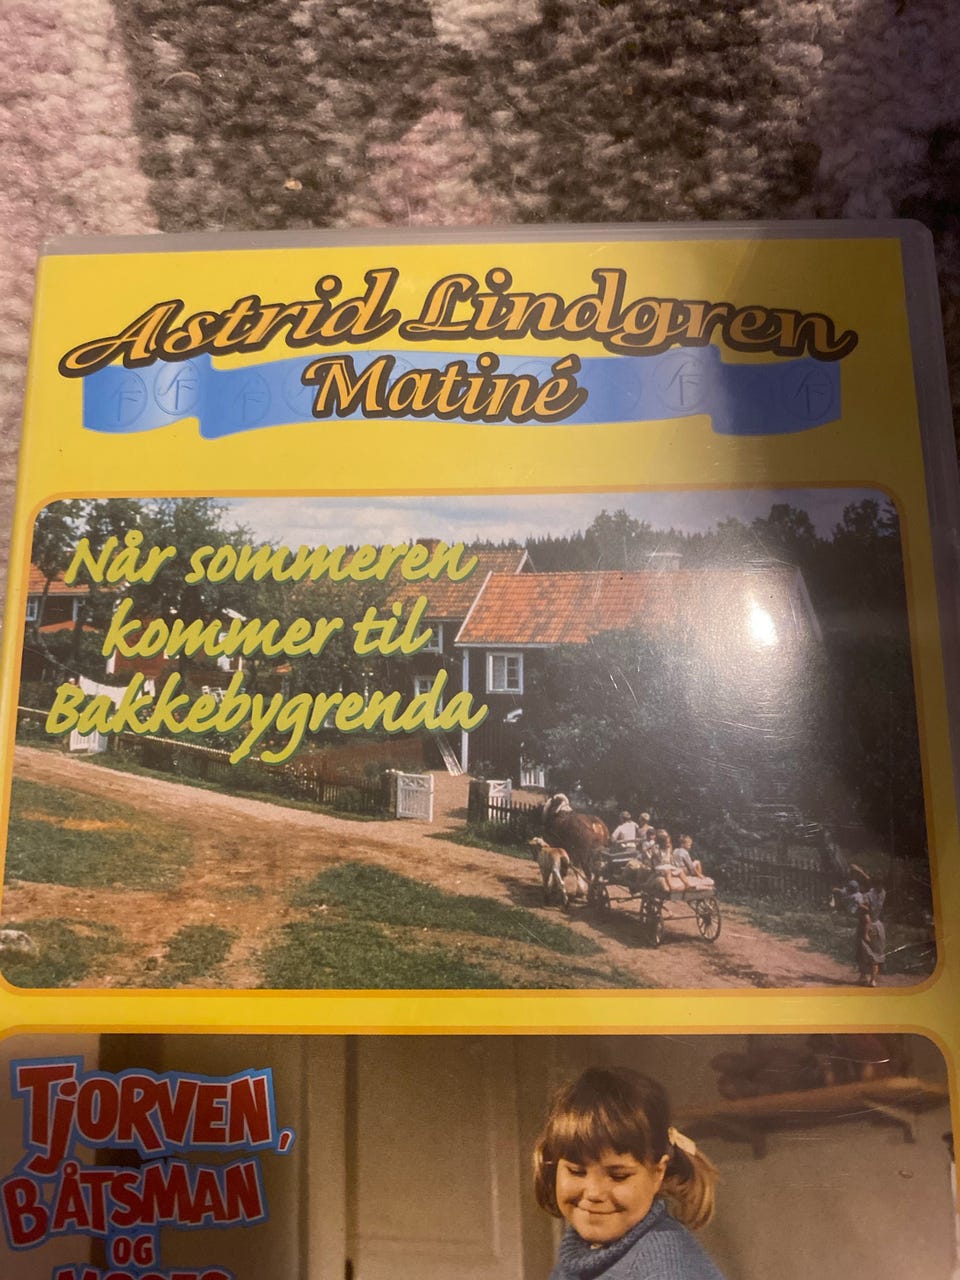 Astrid Lindgren
Matiné
Når sommeren
kommer til
Bakkebygrenda
TJORVEN,
BÅTSMAN
OG